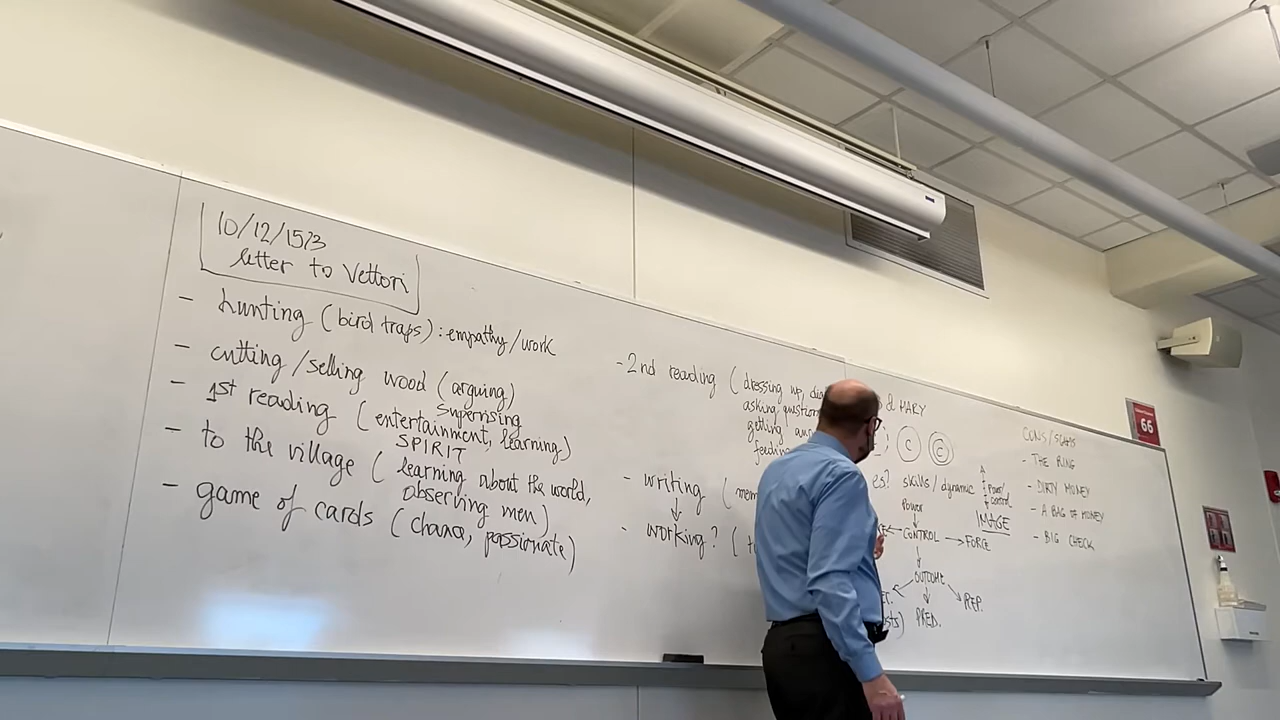 10/12/1513
letter to Vettori
- hunting (bird traps): empathy/work
- cutting/selling wood (arguing)
Supervising
- 1st reading (entertainment, learning)
SPIRIT
- to the village (learning about the world,
observing men)
- game of cards (chance, passionate)
- 2nd reading (dressing up,
asking
getting
- writing
↓
- working?
& MARY
C C
es? skills/dynamic
Power/
control
IMAGE
Power
← CONTROL → FORCE
OUTCOME
PRED.
REP.
CONS/SCAMS
- THE RING
- DIRTY MONEY
- A BAG OF MONEY
- BIG CHECK
66